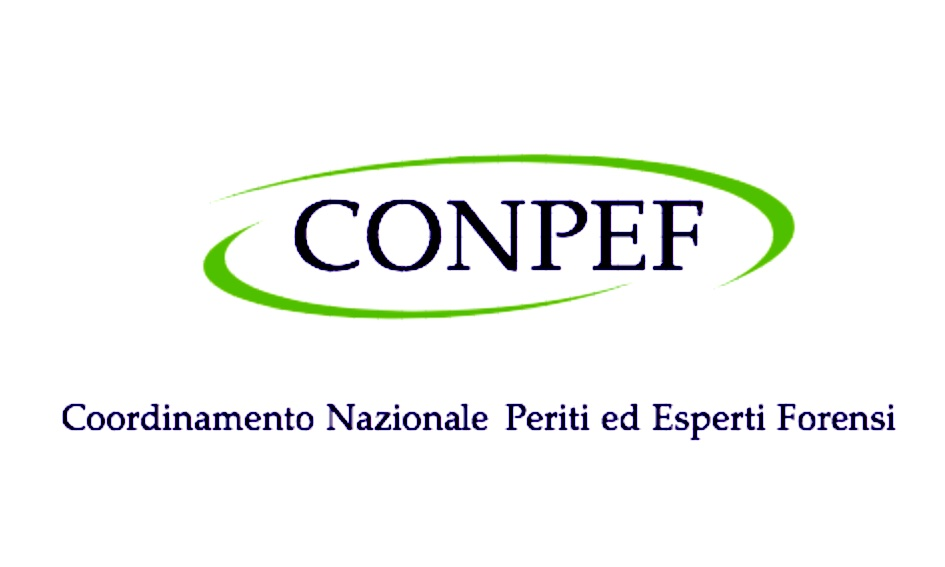 CONPEF
Coordinamento Nazionale Periti ed Esperti Forensi